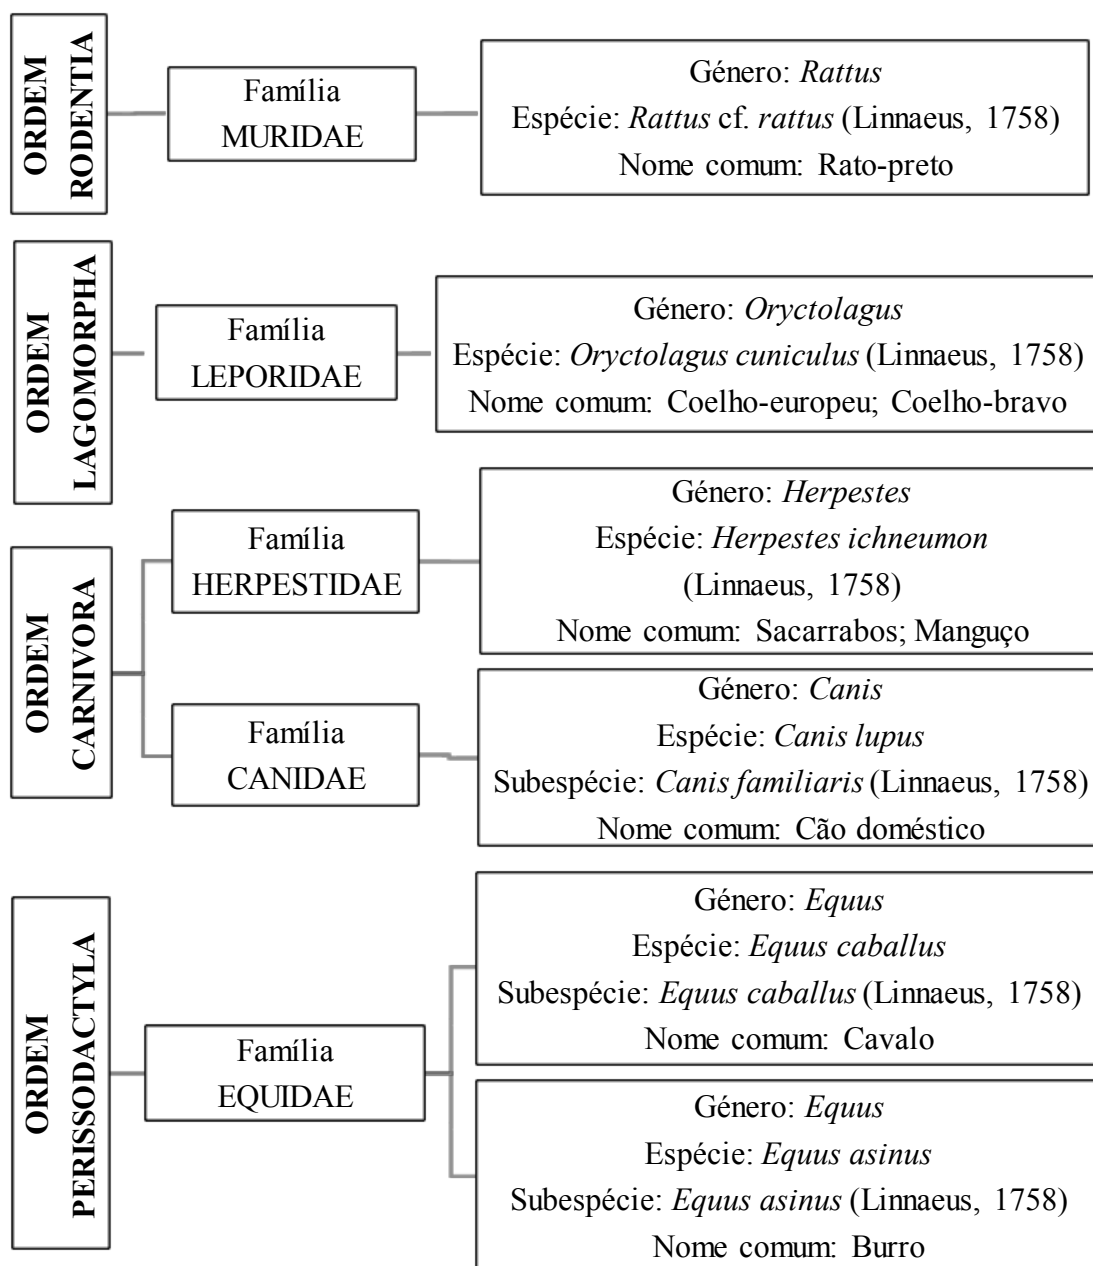 ORDEM
RODENTIA
Família
MURIDAE
Género: Rattus
Espécie: Rattus cf. rattus (Linnaeus, 1758)
Nome comum: Rato-preto
ORDEM
LAGOMORPHA
Família
LEPORIDAE
Género: Oryctolagus
Espécie: Oryctolagus cuniculus (Linnaeus, 1758)
Nome comum: Coelho-europeu; Coelho-bravo
ORDEM
CARNIVORA
Família
HERPESTIDAE
Género: Herpestes
Espécie: Herpestes ichneumon
(Linnaeus, 1758)
Nome comum: Sacarrabos; Manguço
Família
CANIDAE
Género: Canis
Espécie: Canis lupus
Subespécie: Canis familiaris (Linnaeus, 1758)
Nome comum: Cão doméstico
ORDEM
PERISSODACTYLA
Família
EQUIDAE
Género: Equus
Espécie: Equus caballus
Subespécie: Equus caballus (Linnaeus, 1758)
Nome comum: Cavalo
Género: Equus
Espécie: Equus asinus
Subespécie: Equus asinus (Linnaeus, 1758)
Nome comum: Burro